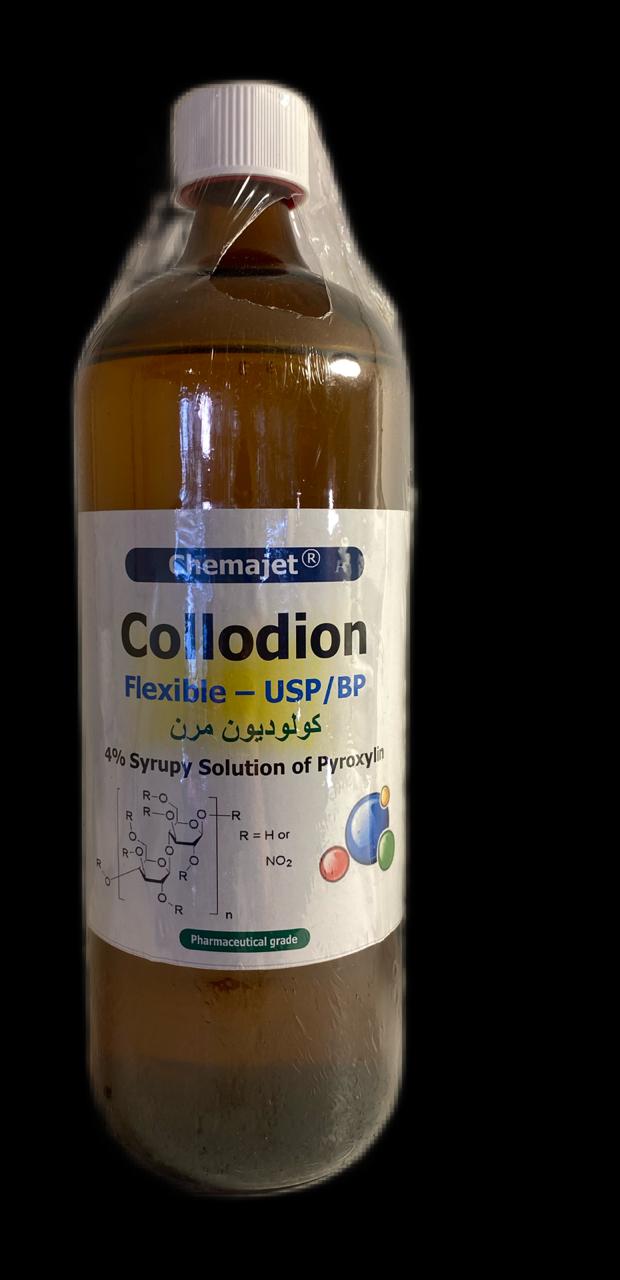 Chemajet®
Collodion
Flexible – USP/BP
كولوديون مرن
4% Syrupy Solution of Pyroxylin
R
O
R
O
O
R
R
O
O
R
O
O
R
O
R
O
R
O
O
R
R
O
n
R = H or
NO₂
Pharmaceutical grade